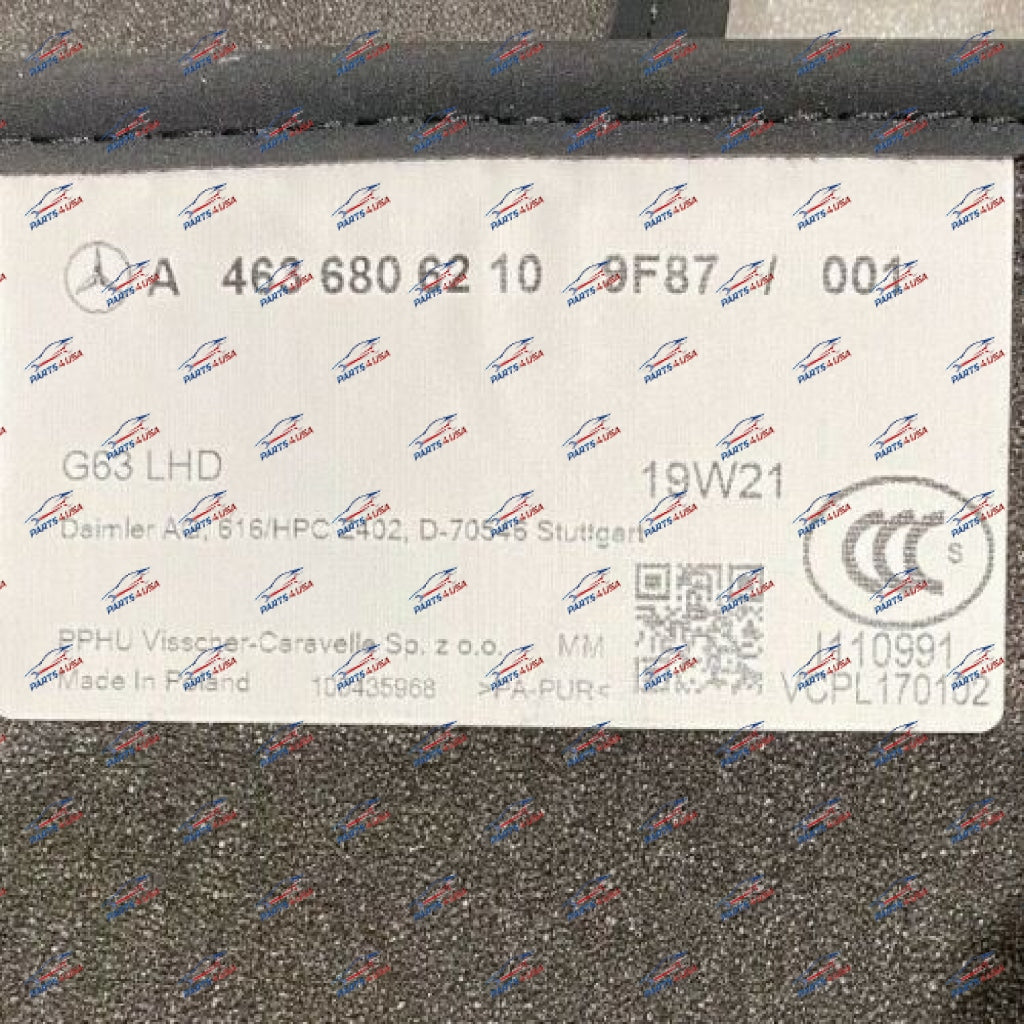 A 463 680 62 10 9F87 / 001
G63 LHD
19W21
Daimler AG, 616/HPC 2402, D-70546 Stuttgart
S
PPHU Visscher-Caravelle Sp. z o.o. MM
I110991
Made In Poland 100435968 >PA-PUR<
VCPL170102
PARTS4USA